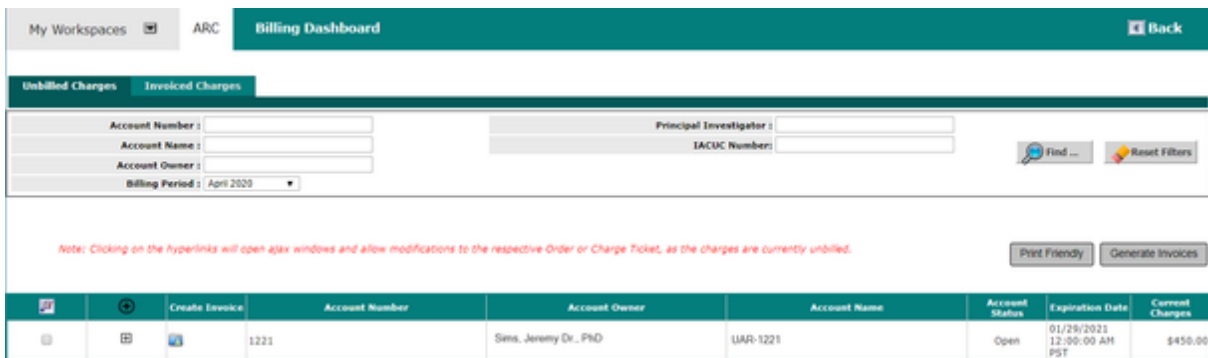 My Workspaces ARC Billing Dashboard Back
Unbilled Charges Invoiced Charges
Account Number : Principal Investigator :
Account Name : IACUC Number:
Account Owner :
Find ... Reset Filters
Billing Period : April 2020
Note: Clicking on the hyperlinks will open ajax windows and allow modifications to the respective Order or Charge Ticket, as the charges are currently unbilled.
Print Friendly Generate Invoices
Create Invoice Account Number Account Owner Account Name Account Status Expiration Date Current Charges
1221 Sims, Jeremy Dr., PhD UAR-1221 Open 01/29/2021 12:00:00 AM PST $450.00